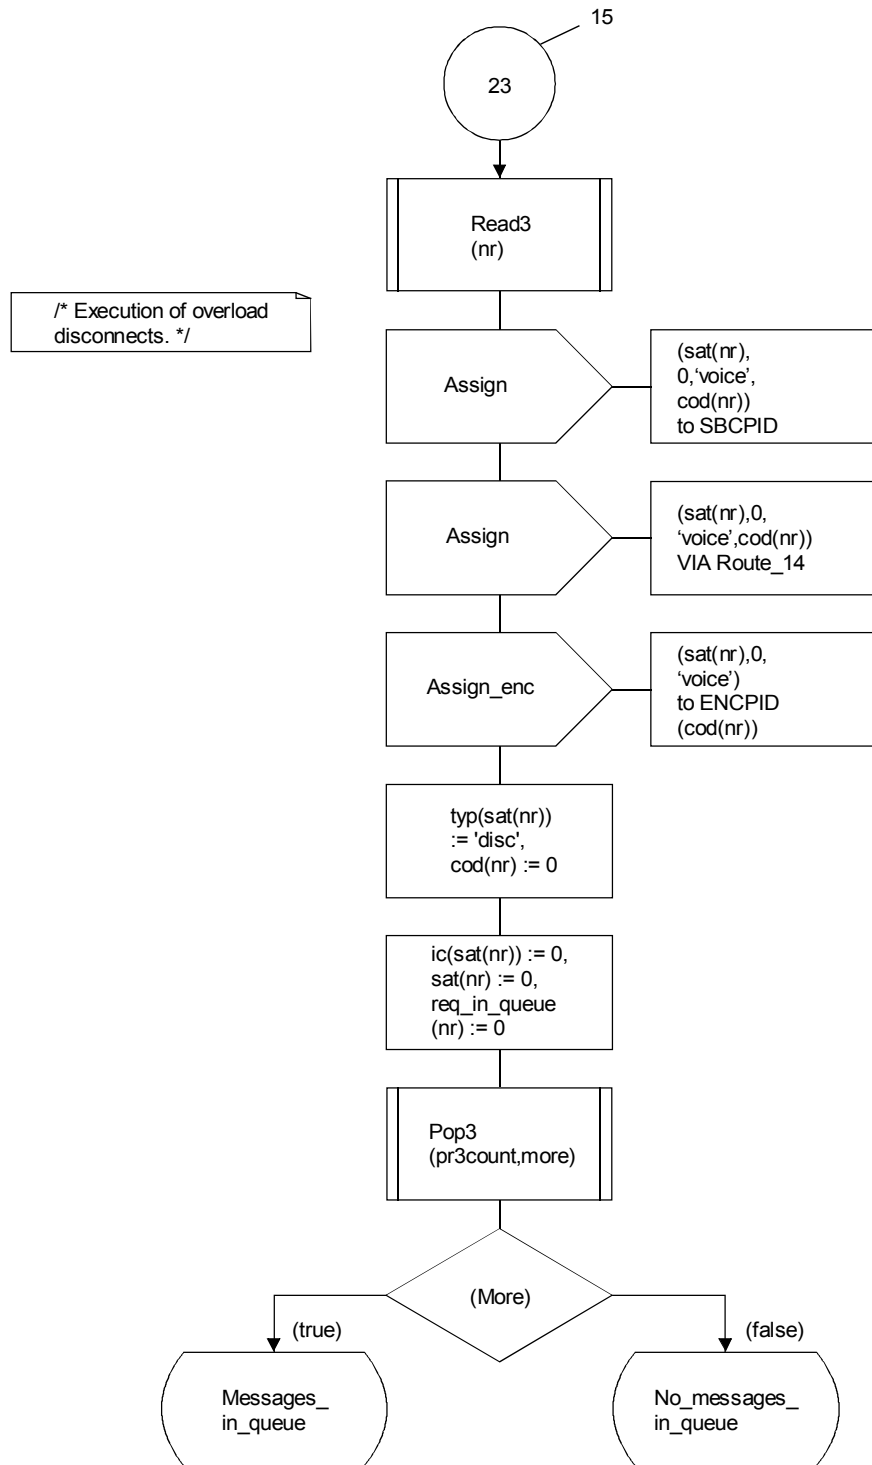 15
23
Read3
(nr)
/* Execution of overload
disconnects. */
Assign
(sat(nr),
0,‘voice’,
cod(nr))
to SBCPID
Assign
(sat(nr),0,
‘voice’,cod(nr))
VIA Route_14
Assign_enc
(sat(nr),0,
‘voice’)
to ENCPID
(cod(nr))
typ(sat(nr))
:= 'disc',
cod(nr) := 0
ic(sat(nr)) := 0,
sat(nr) := 0,
req_in_queue
(nr) := 0
Pop3
(pr3count,more)
(More)
(true)
(false)
Messages_
in_queue
No_messages_
in_queue